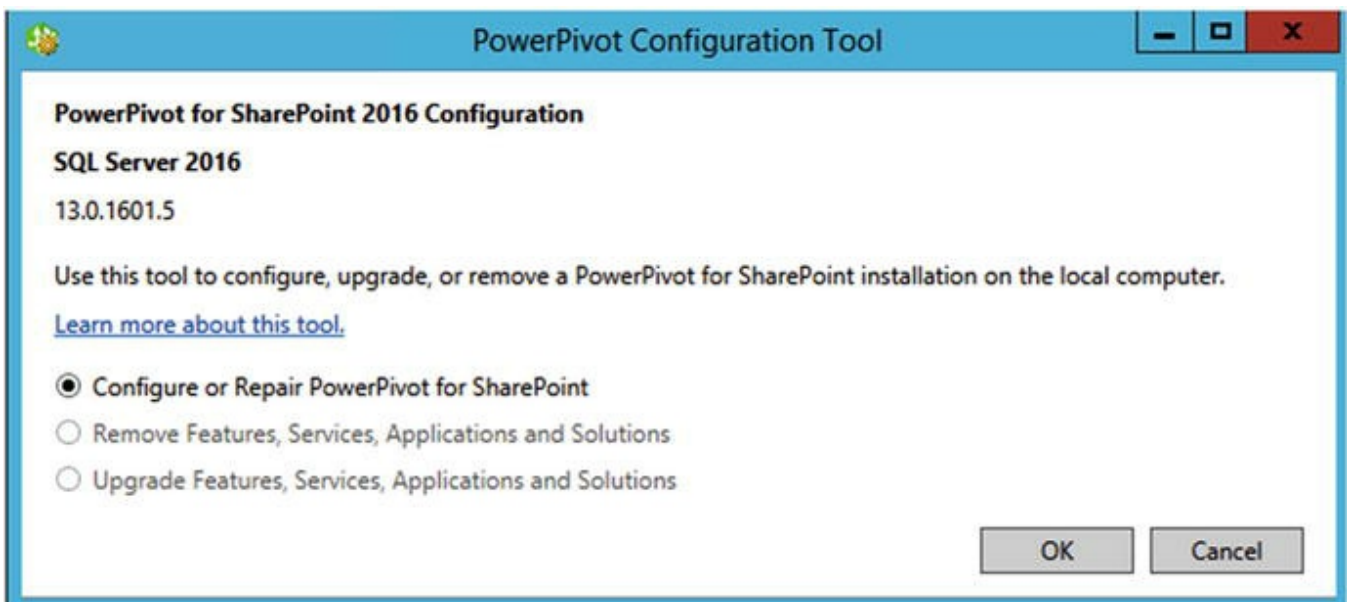 PowerPivot Configuration Tool
PowerPivot for SharePoint 2016 Configuration
SQL Server 2016
13.0.1601.5
Use this tool to configure, upgrade, or remove a PowerPivot for SharePoint installation on the local computer.
Learn more about this tool.
Configure or Repair PowerPivot for SharePoint
Remove Features, Services, Applications and Solutions
Upgrade Features, Services, Applications and Solutions
OK Cancel